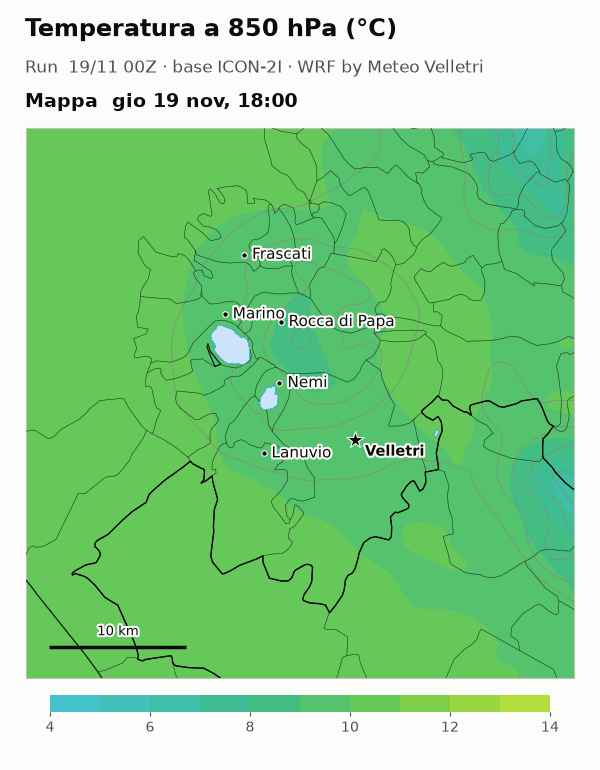 Temperatura a 850 hPa (°C)
Run  19/11 00Z · base ICON-2I · WRF by Meteo Velletri
Mappa  gio 19 nov, 18:00
Frascati
Marino
Rocca di Papa
Nemi
Velletri
Lanuvio
10 km
4 6 8 10 12 14